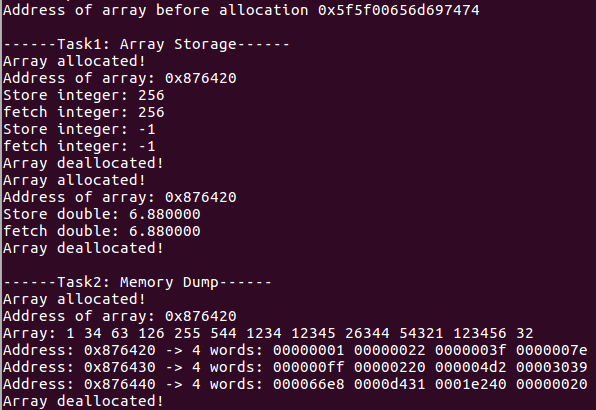 Address of array before allocation 0x5f5f00656d697474
------Task1: Array Storage------
Array allocated!
Address of array: 0x876420
Store integer: 256
fetch integer: 256
Store integer: -1
fetch integer: -1
Array deallocated!
Array allocated!
Address of array: 0x876420
Store double: 6.880000
fetch double: 6.880000
Array deallocated!
------Task2: Memory Dump------
Array allocated!
Address of array: 0x876420
Array: 1 34 63 126 255 544 1234 12345 26344 54321 123456 32
Address: 0x876420 -> 4 words: 00000001 00000022 0000003f 0000007e
Address: 0x876430 -> 4 words: 000000ff 00000220 000004d2 00003039
Address: 0x876440 -> 4 words: 000066e8 0000d431 0001e240 00000020
Array deallocated!